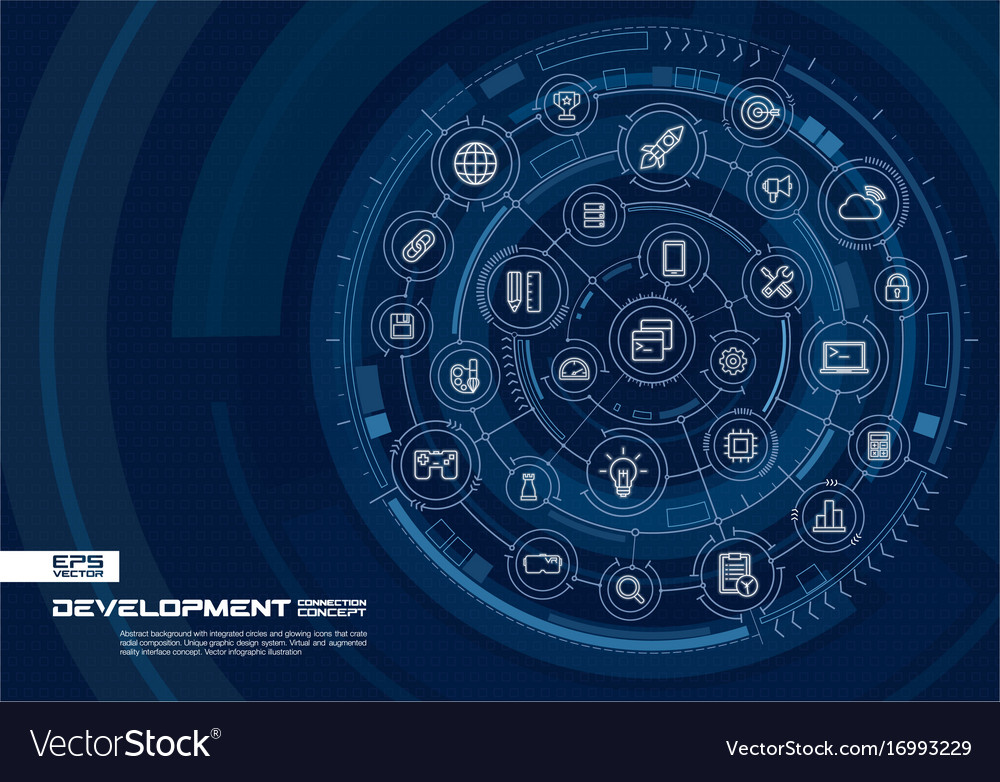 VR
EPS
VECTOR
DEVELOPMENT CONNECTION
CONCEPT
Abstract background with integrated circles and glowing icons that crate
radial composition. Unique graphic design system. Virtual and augmented
reality interface concept. Vector infographic illustration
VectorStock®
VectorStock.com/16993229